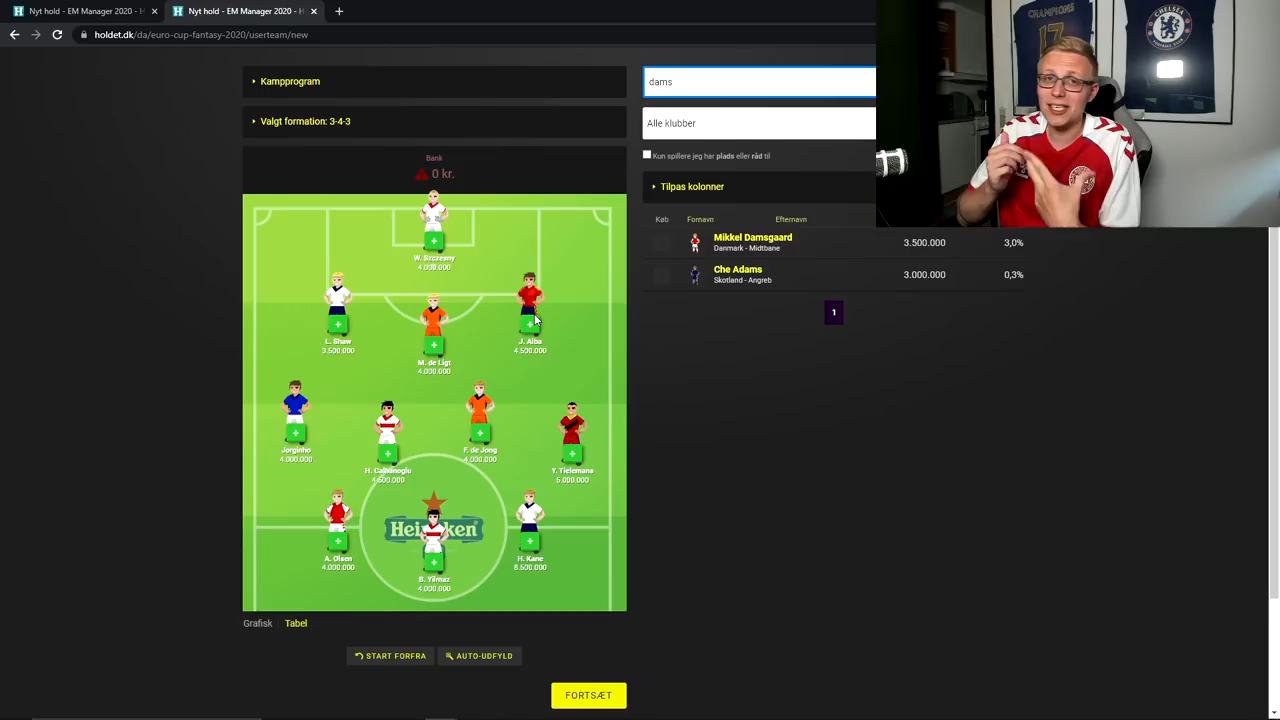 Nyt hold - EM Manager 2020 - H
Nyt hold - EM Manager 2020 - H
holdet.dk/da/euro-cup-fantasy-2020/userteam/new
Kampprogram
Valgt formation: 3-4-3
Bank
0 kr.
W. Szczesny
4.000.000
L. Shaw
3.500.000
M. de Ligt
4.000.000
J. Alba
4.500.000
Jorginho
4.000.000
H. Calhanoglu
4.500.000
F. de Jong
4.000.000
Y. Tielemans
5.000.000
Heineken
A. Olsen
4.000.000
B. Yilmaz
4.000.000
H. Kane
8.500.000
Grafisk
Tabel
START FORFRA
AUTO-UDFYLD
FORTSÆT
dams
Alle klubber
Kun spillere jeg har plads eller råd til
Tilpas kolonner
Køb Fornavn Efternavn
Mikkel Damsgaard 3.500.000 3,0%
Danmark - Midtbane
Che Adams 3.000.000 0,3%
Skotland - Angreb
1
CHAMPIONS
CHELSEA